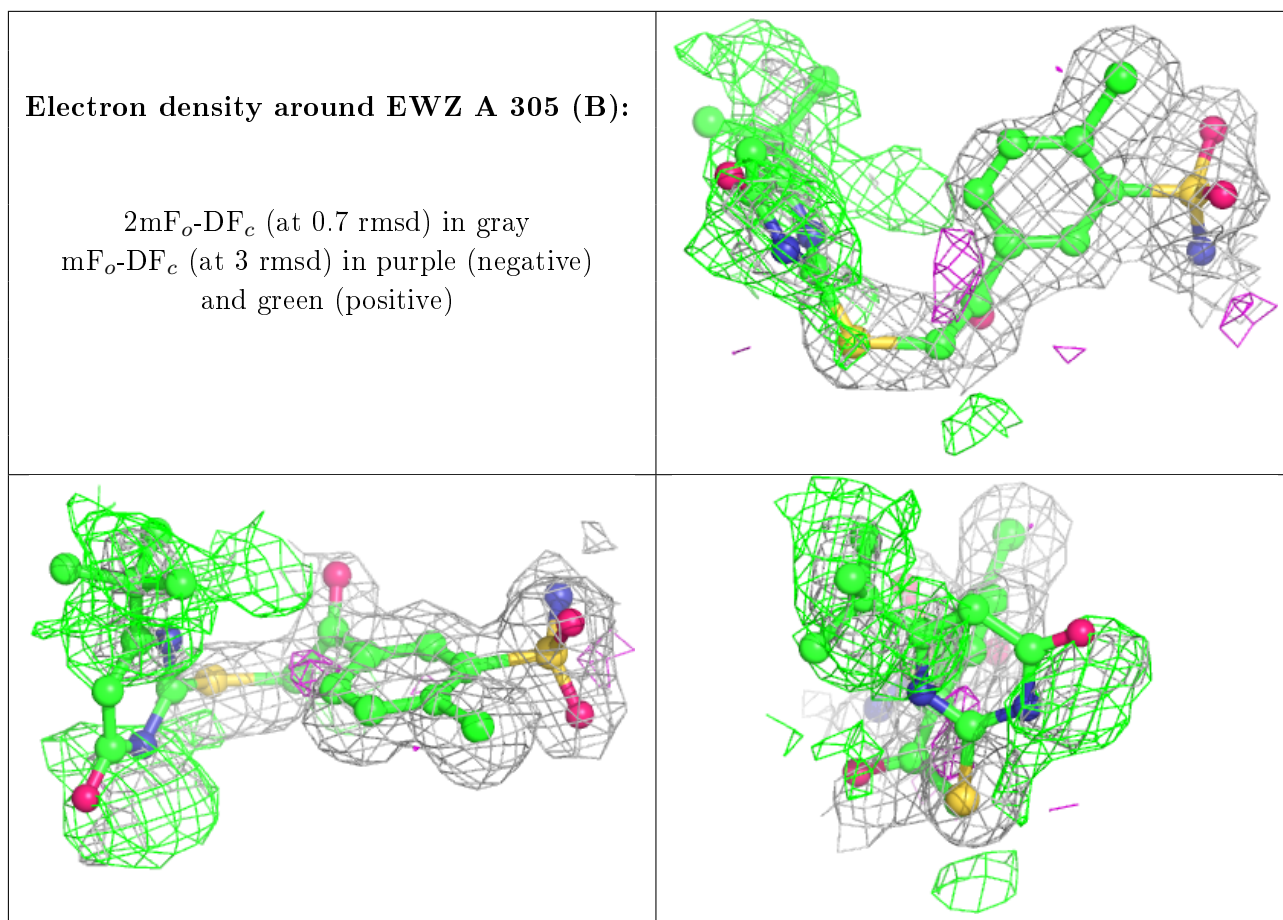 Electron density around EWZ A 305 (B):
2mFo-DFc (at 0.7 rmsd) in gray
mFo-DFc (at 3 rmsd) in purple (negative)
and green (positive)